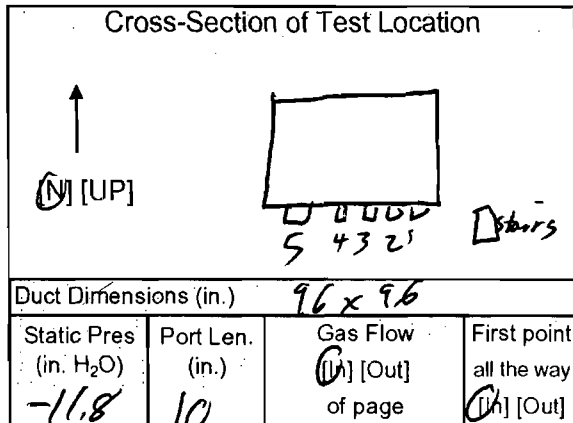 Cross-Section of Test Location
[N] [UP]
5 4 3 2 1
stairs
Duct Dimensions (in.) 96 x 96
Static Pres Port Len. Gas Flow First point
(in. H₂O) (in.) [In] [Out] all the way
-11.8 10 of page [In] [Out]